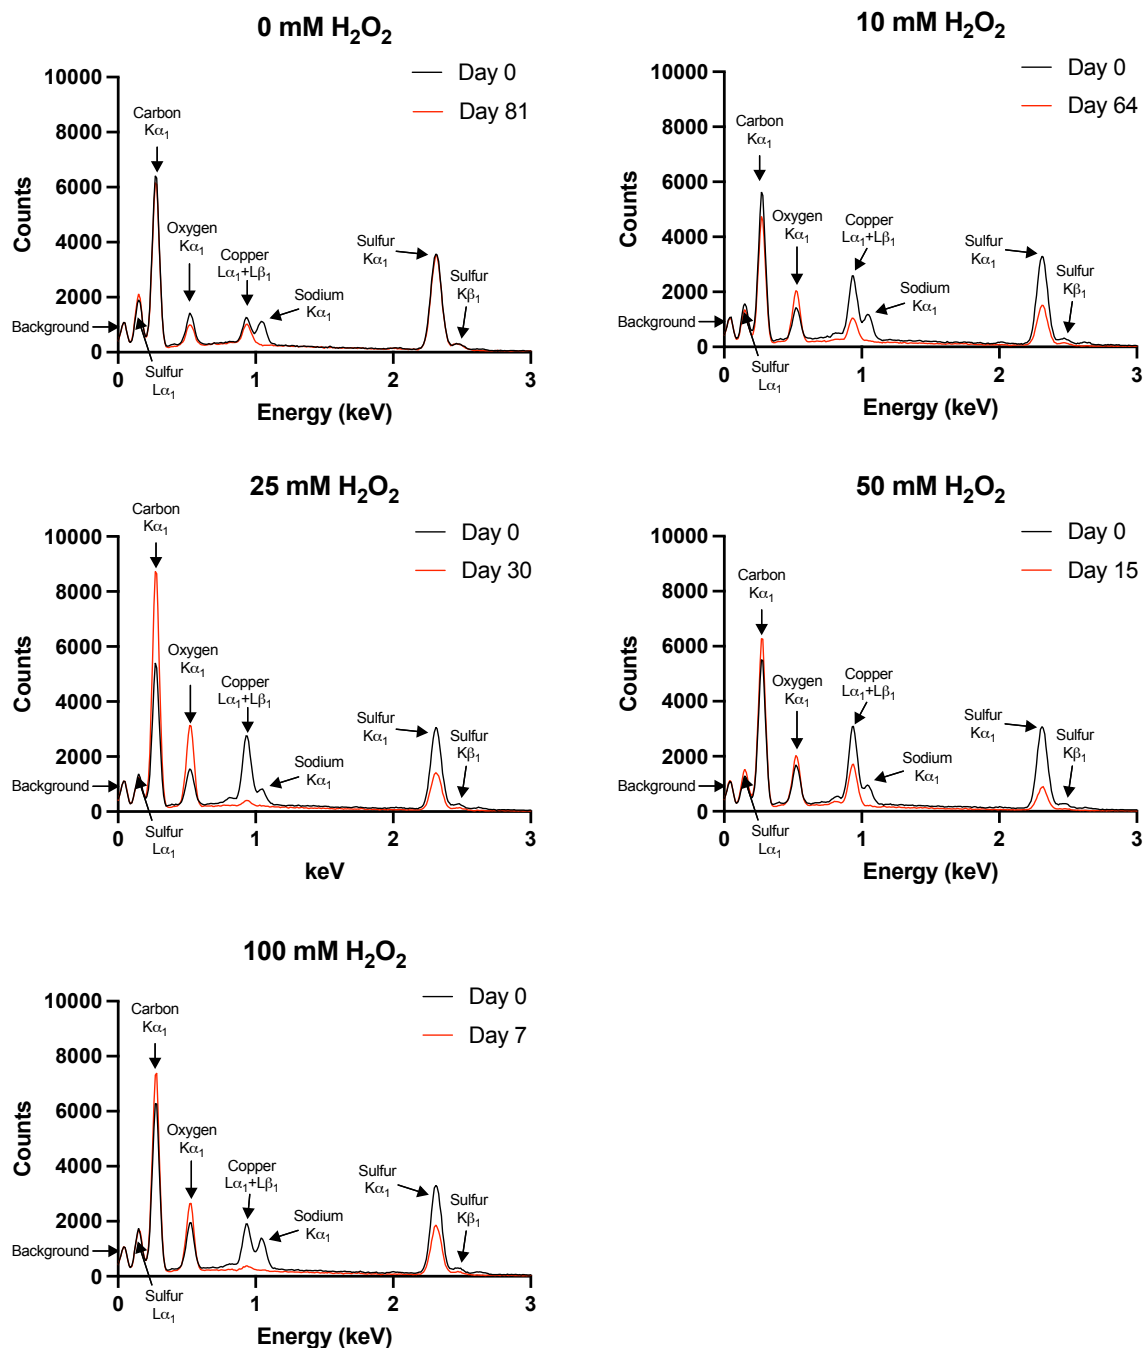 0 mM H₂O₂
Day 0
Day 81
10000
8000
6000
4000
2000
0
Counts
Carbon
Kα₁
Oxygen
Kα₁
Copper
Lα₁+Lβ₁
Sodium
Kα₁
Sulfur
Kα₁
Sulfur
Kβ₁
Background
Sulfur
Lα₁
0 1 2 3
Energy (keV)
10 mM H₂O₂
Day 0
Day 64
10000
8000
6000
4000
2000
0
Counts
Carbon
Kα₁
Oxygen
Kα₁
Copper
Lα₁+Lβ₁
Sodium
Kα₁
Sulfur
Kα₁
Sulfur
Kβ₁
Background
Sulfur
Lα₁
0 1 2 3
Energy (keV)
25 mM H₂O₂
Day 0
Day 30
10000
8000
6000
4000
2000
0
Counts
Carbon
Kα₁
Oxygen
Kα₁
Copper
Lα₁+Lβ₁
Sodium
Kα₁
Sulfur
Kα₁
Sulfur
Kβ₁
Background
Sulfur
Lα₁
0 1 2 3
keV
50 mM H₂O₂
Day 0
Day 15
10000
8000
6000
4000
2000
0
Counts
Carbon
Kα₁
Oxygen
Kα₁
Copper
Lα₁+Lβ₁
Sodium
Kα₁
Sulfur
Kα₁
Sulfur
Kβ₁
Background
Sulfur
Lα₁
0 1 2 3
Energy (keV)
100 mM H₂O₂
Day 0
Day 7
10000
8000
6000
4000
2000
0
Counts
Carbon
Kα₁
Oxygen
Kα₁
Copper
Lα₁+Lβ₁
Sodium
Kα₁
Sulfur
Kα₁
Sulfur
Kβ₁
Background
Sulfur
Lα₁
0 1 2 3
Energy (keV)